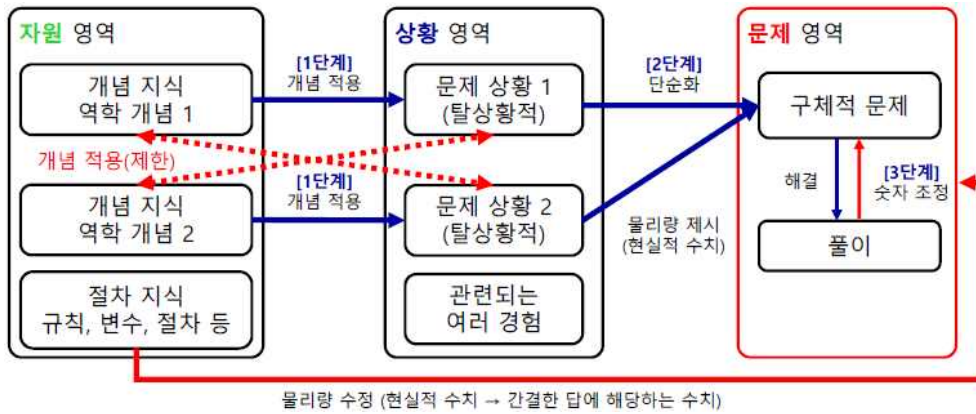 자원 영역
개념 지식
역학 개념 1
개념 적용(제한)
개념 지식
역학 개념 2
절차 지식
규칙, 변수, 절차 등
[1단계]
개념 적용
[1단계]
개념 적용
상황 영역
문제 상황 1
(탈상황적)
문제 상황 2
(탈상황적)
관련되는
여러 경험
[2단계]
단순화
물리량 제시
(현실적 수치)
문제 영역
구체적 문제
해결
[3단계]
숫자 조정
풀이
물리량 수정 (현실적 수치 → 간결한 답에 해당하는 수치)